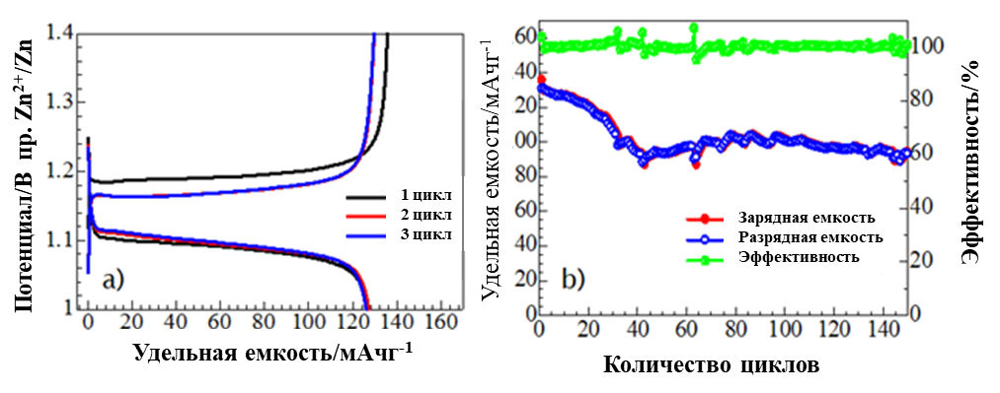 1.4
1.3
1.2
1.1
1
Потенциал/В пр. Zn²⁺/Zn
1 цикл
2 цикл
3 цикл
a)
0 20 40 60 80 100 120 140 160
Удельная емкость/мАчг⁻¹
60
40
20
00
80
60
40
20
0
Удельная емкость/мАчг⁻¹
100
80
60
40
20
0
Эффективность/%
Зарядная емкость
Разрядная емкость
Эффективность
b)
0 20 40 60 80 100 120 140
Количество циклов